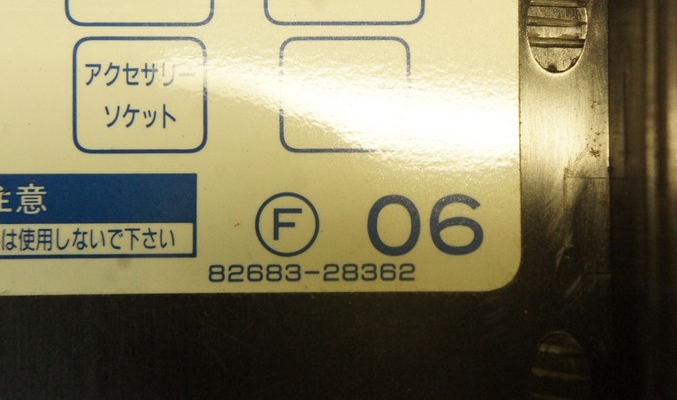 アクセサリー
ソケット
注意
は使用しないで下さい
F 06
82683-28362